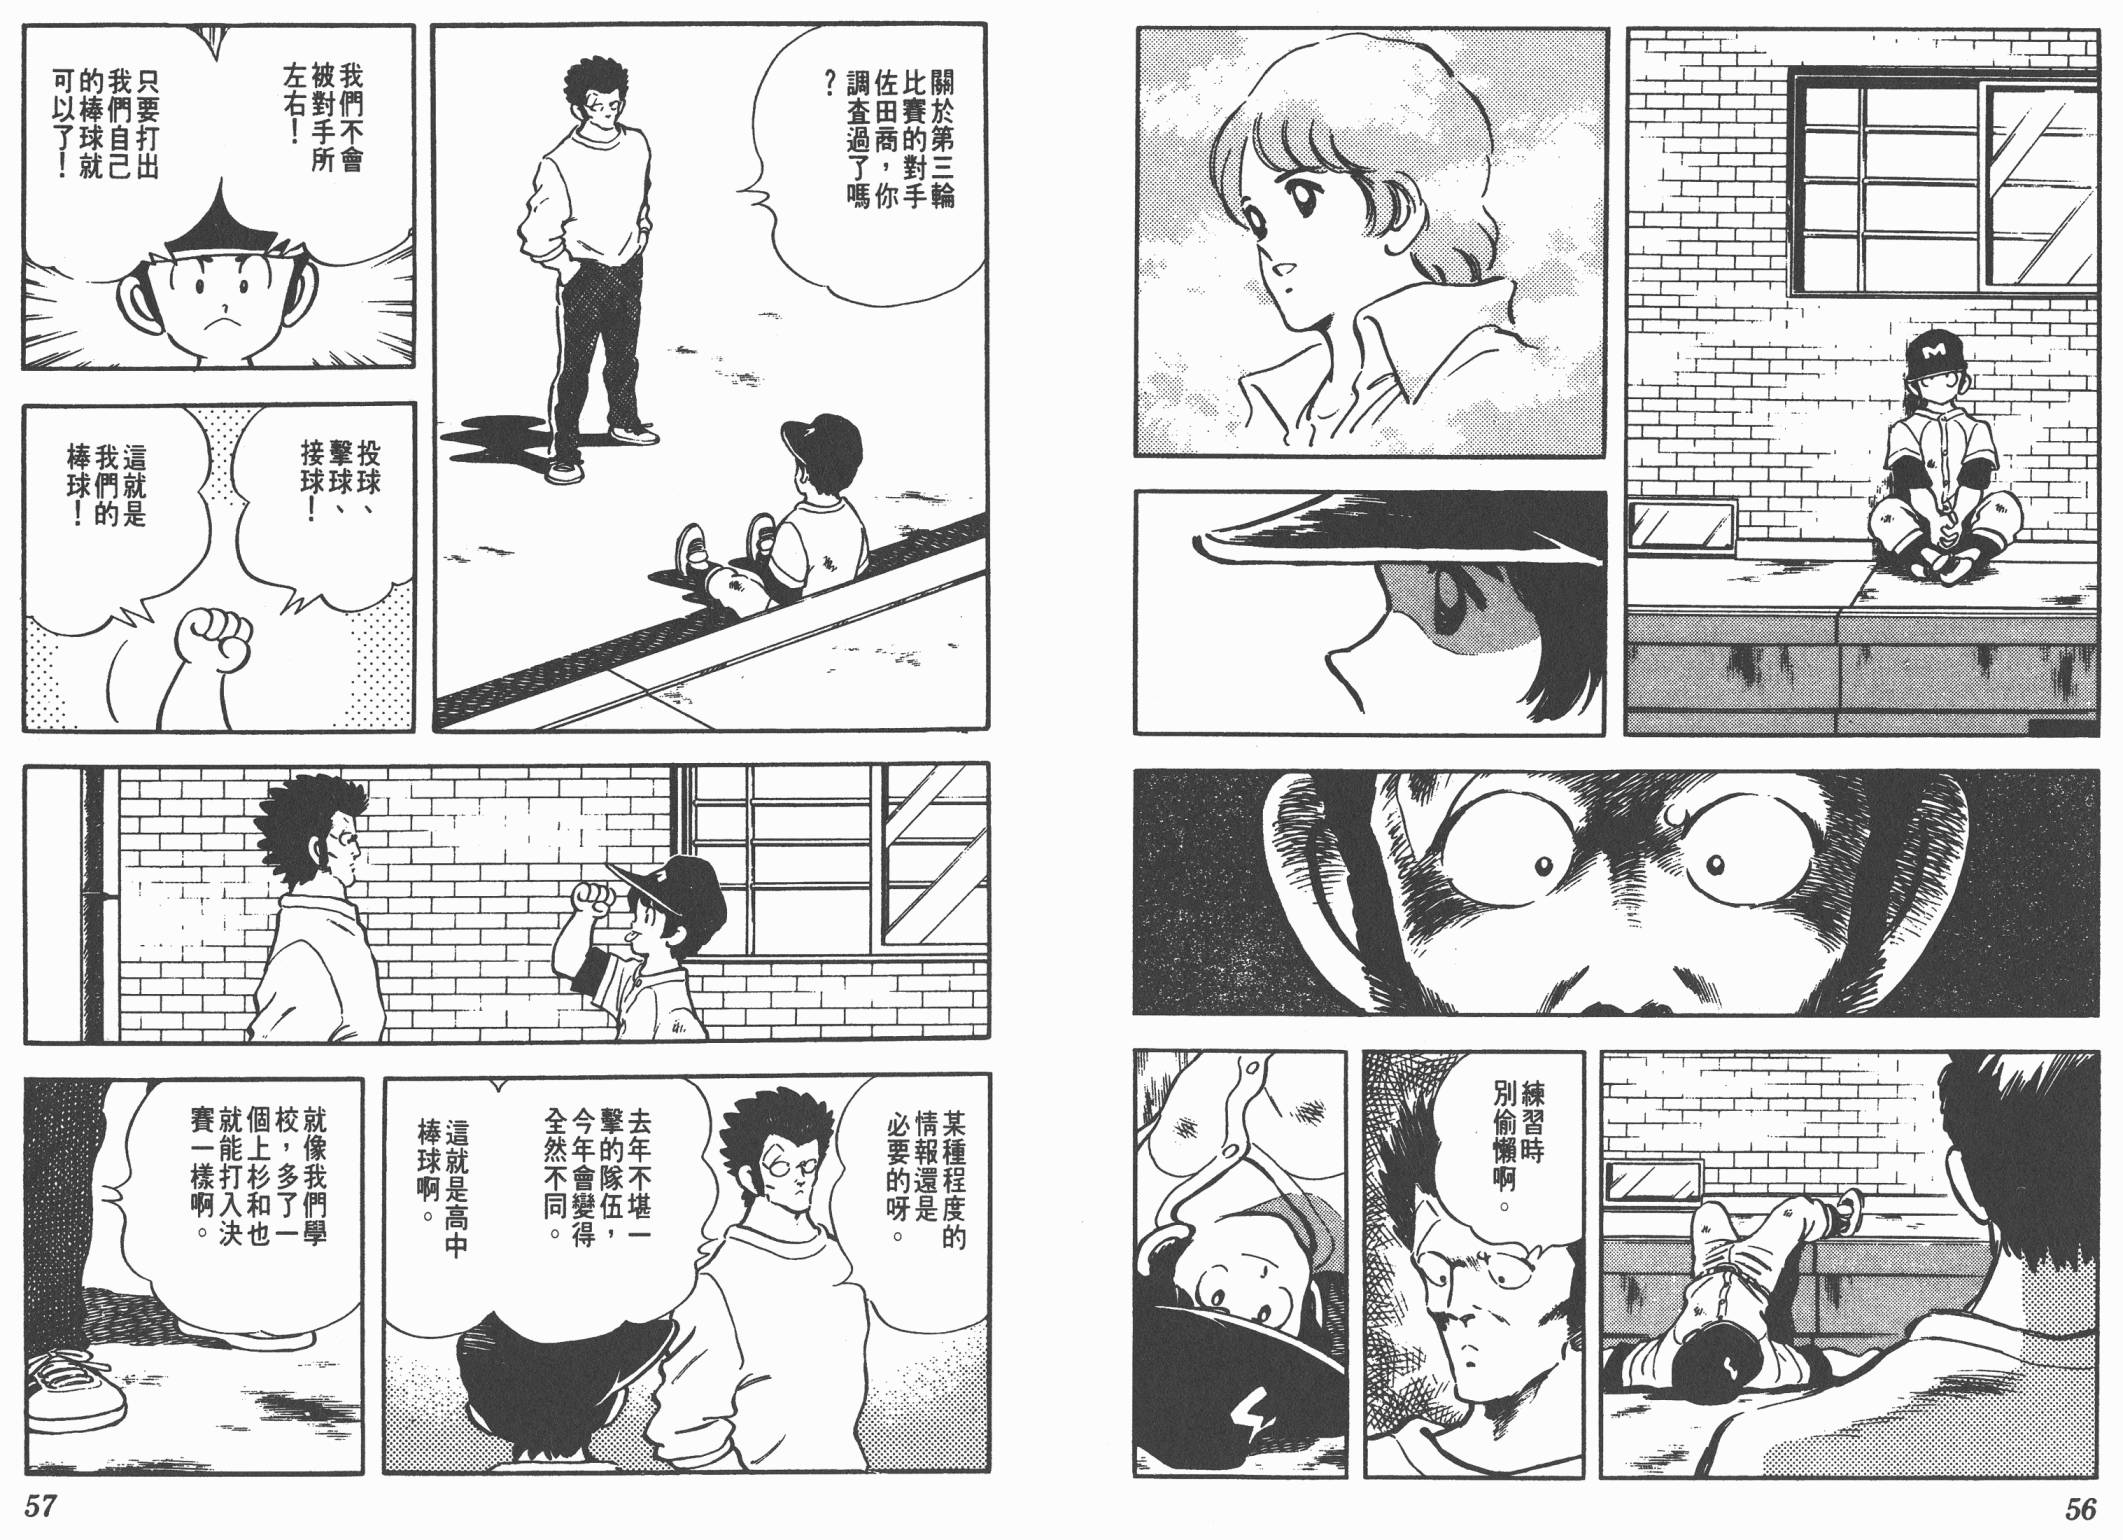 M
練習時
別偷懶啊。
56
關於第三輪
比賽的對手
佐田商，你
調查過了嗎
？
我們不會
被對手所
左右！
只要打出
我們自己
的棒球就
可以了！
投球、
擊球、
接球！
這就是
我們的
棒球！
某種程度的
情報還是
必要的呀。
去年不堪一
擊的隊伍，
今年會變得
全然不同。
這就是高中
棒球啊。
就像我們學
校，多了一
個上杉和也
就能打入決
賽一樣啊。
57